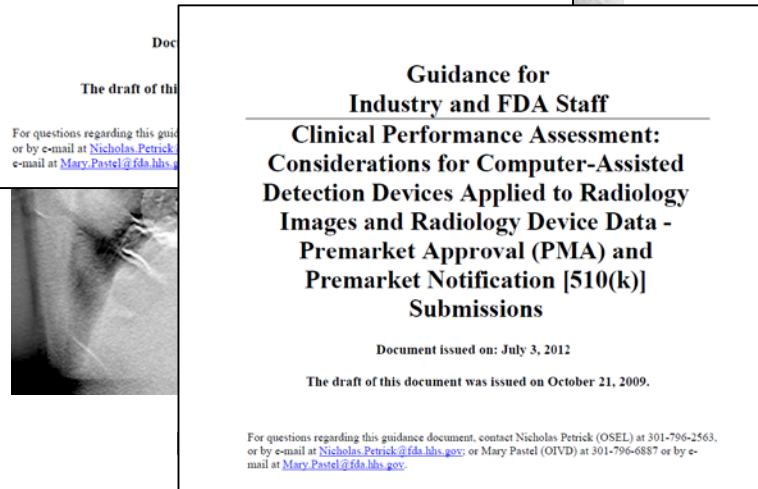 Doc
The draft of thi
For questions regarding this guid
or by e-mail at Nicholas.Petrick@
e-mail at Mary.Pastel@fda.hhs.g
Guidance for
Industry and FDA Staff
Clinical Performance Assessment:
Considerations for Computer-Assisted
Detection Devices Applied to Radiology
Images and Radiology Device Data -
Premarket Approval (PMA) and
Premarket Notification [510(k)]
Submissions
Document issued on: July 3, 2012
The draft of this document was issued on October 21, 2009.
For questions regarding this guidance document, contact Nicholas Petrick (OSEL) at 301-796-2563,
or by e-mail at Nicholas.Petrick@fda.hhs.gov; or Mary Pastel (OIVD) at 301-796-6887 or by e-
mail at Mary.Pastel@fda.hhs.gov.